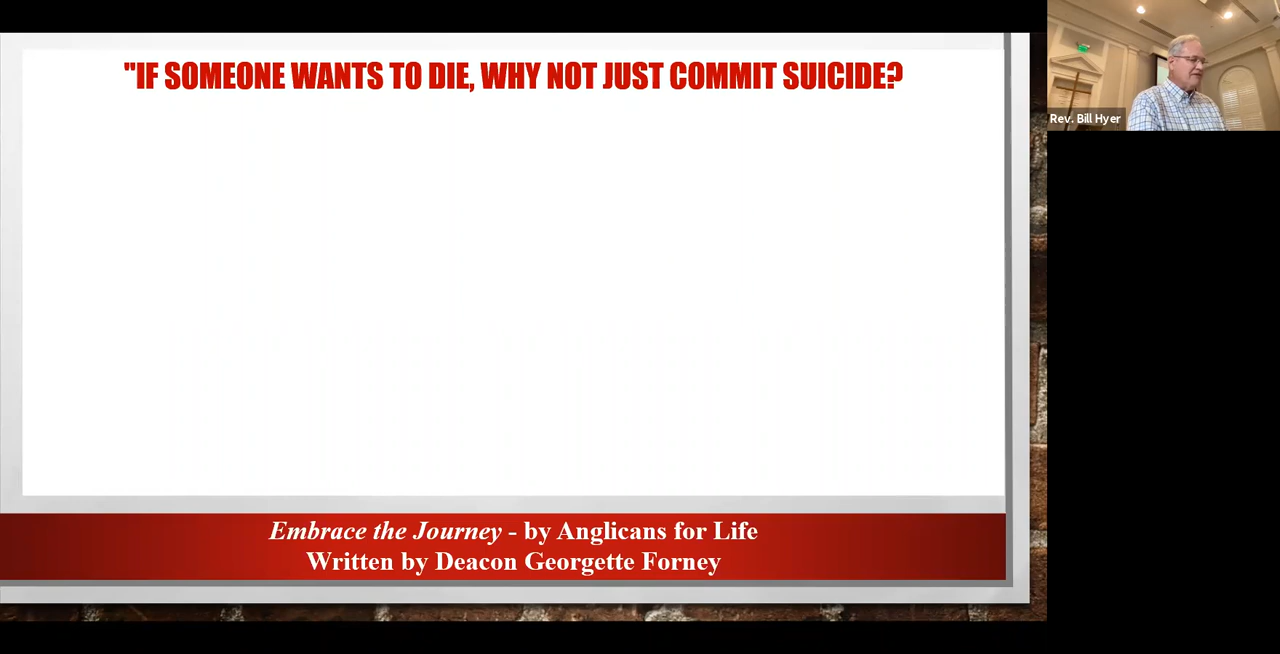 "IF SOMEONE WANTS TO DIE, WHY NOT JUST COMMIT SUICIDE?
Rev. Bill Hyer
Embrace the Journey - by Anglicans for Life
Written by Deacon Georgette Forney